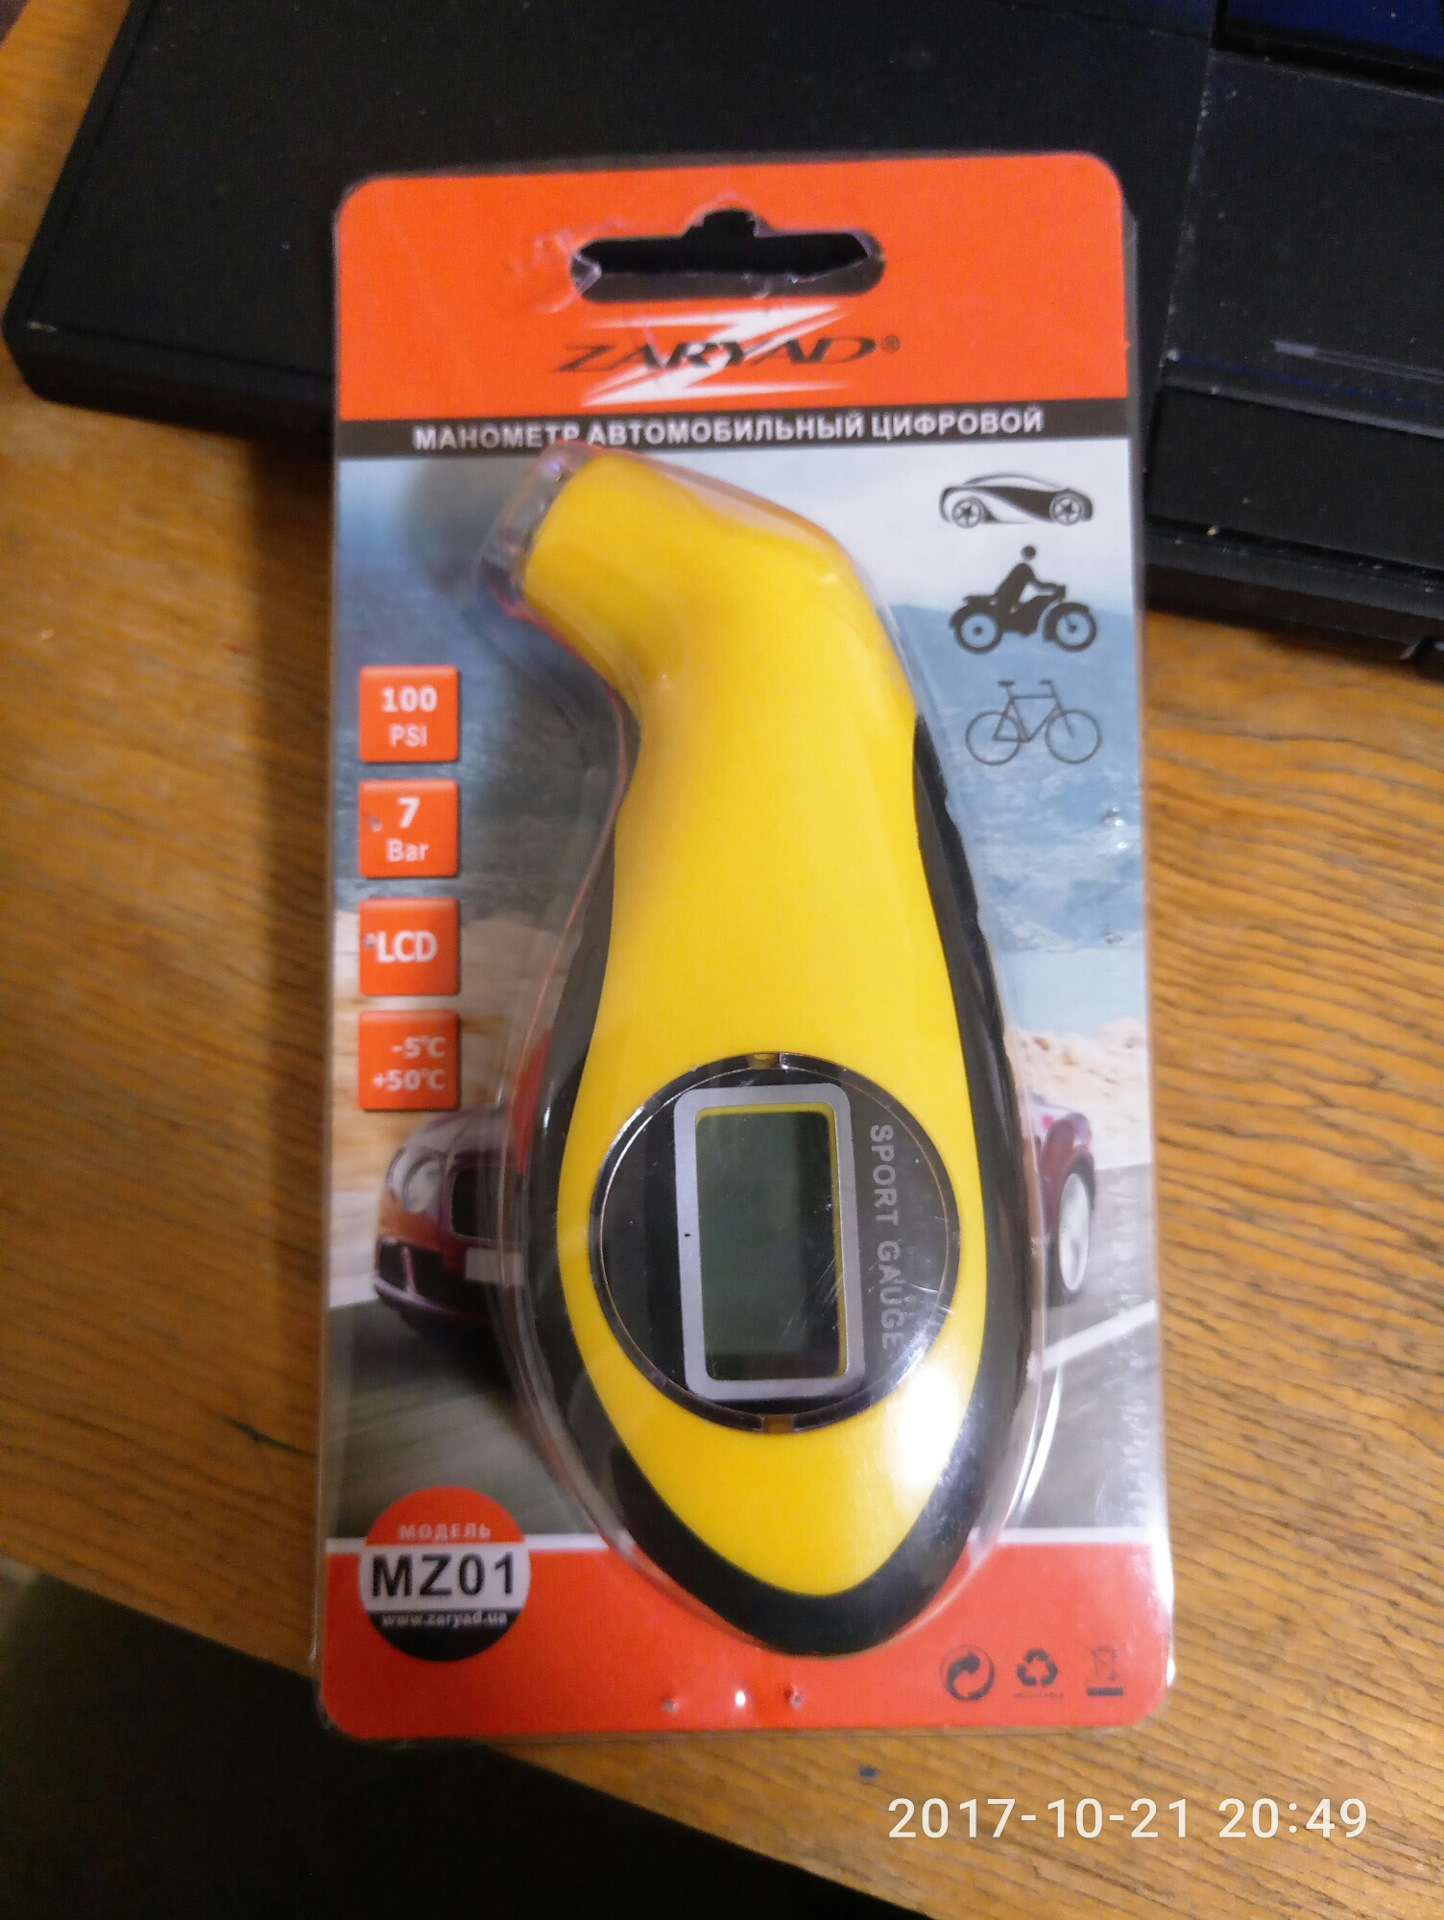 ZARYAD®
МАНОМЕТР АВТОМОБИЛЬНЫЙ ЦИФРОВОЙ
100
PSI
7
Bar
LCD
-5°C
+50°C
SPORT GAUGE
МОДЕЛЬ
MZ01
www.zaryad.ua
2017-10-21 20:49